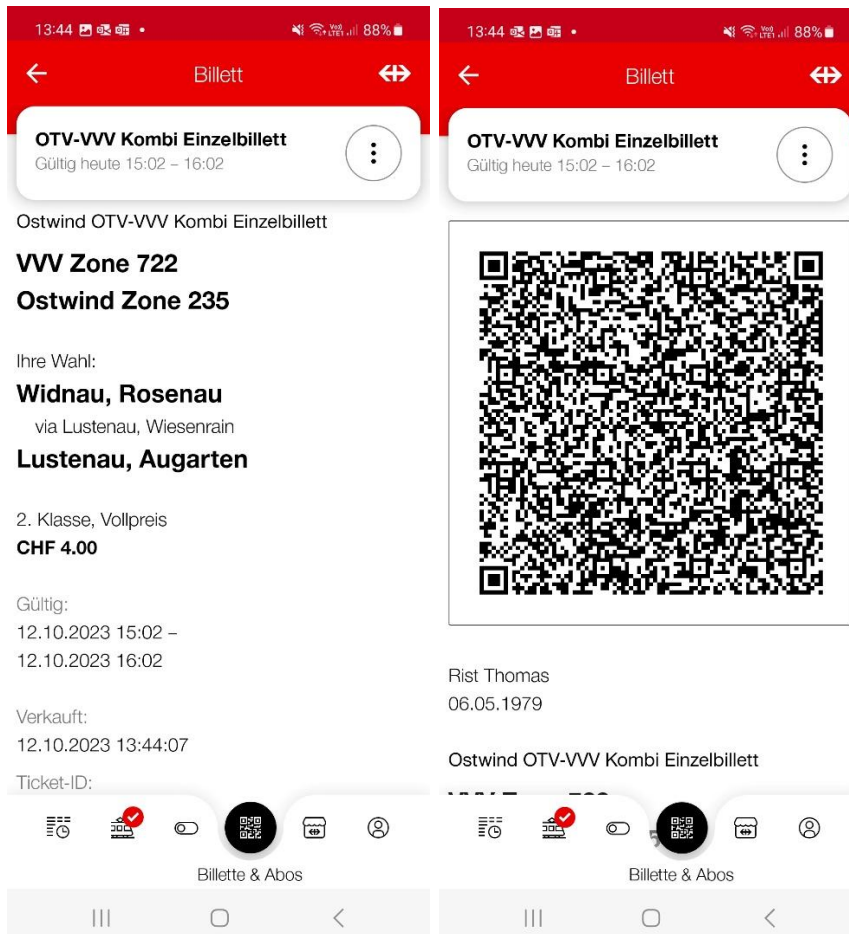 13:44
88%
Billett
OTV-VVV Kombi Einzelbillett
Gültig heute 15:02 – 16:02
Ostwind OTV-VVV Kombi Einzelbillett
VVV Zone 722
Ostwind Zone 235
Ihre Wahl:
Widnau, Rosenau
via Lustenau, Wiesenrain
Lustenau, Augarten
2. Klasse, Vollpreis
CHF 4.00
Gültig:
12.10.2023 15:02 –
12.10.2023 16:02
Verkauft:
12.10.2023 13:44:07
Ticket-ID:
Billette & Abos
13:44
88%
Billett
OTV-VVV Kombi Einzelbillett
Gültig heute 15:02 – 16:02
Rist Thomas
06.05.1979
Ostwind OTV-VVV Kombi Einzelbillett
Billette & Abos